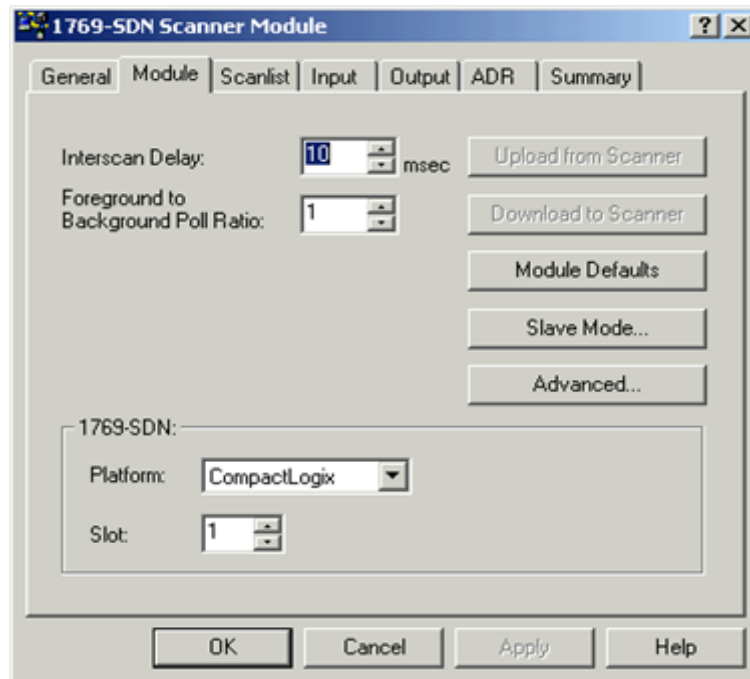 1769-SDN Scanner Module
General Module Scanlist Input Output ADR Summary
Interscan Delay: 10 msec Upload from Scanner
Foreground to
Background Poll Ratio: 1 Download to Scanner
Module Defaults
Slave Mode...
Advanced...
1769-SDN:
Platform: CompactLogix
Slot: 1
OK Cancel Apply Help